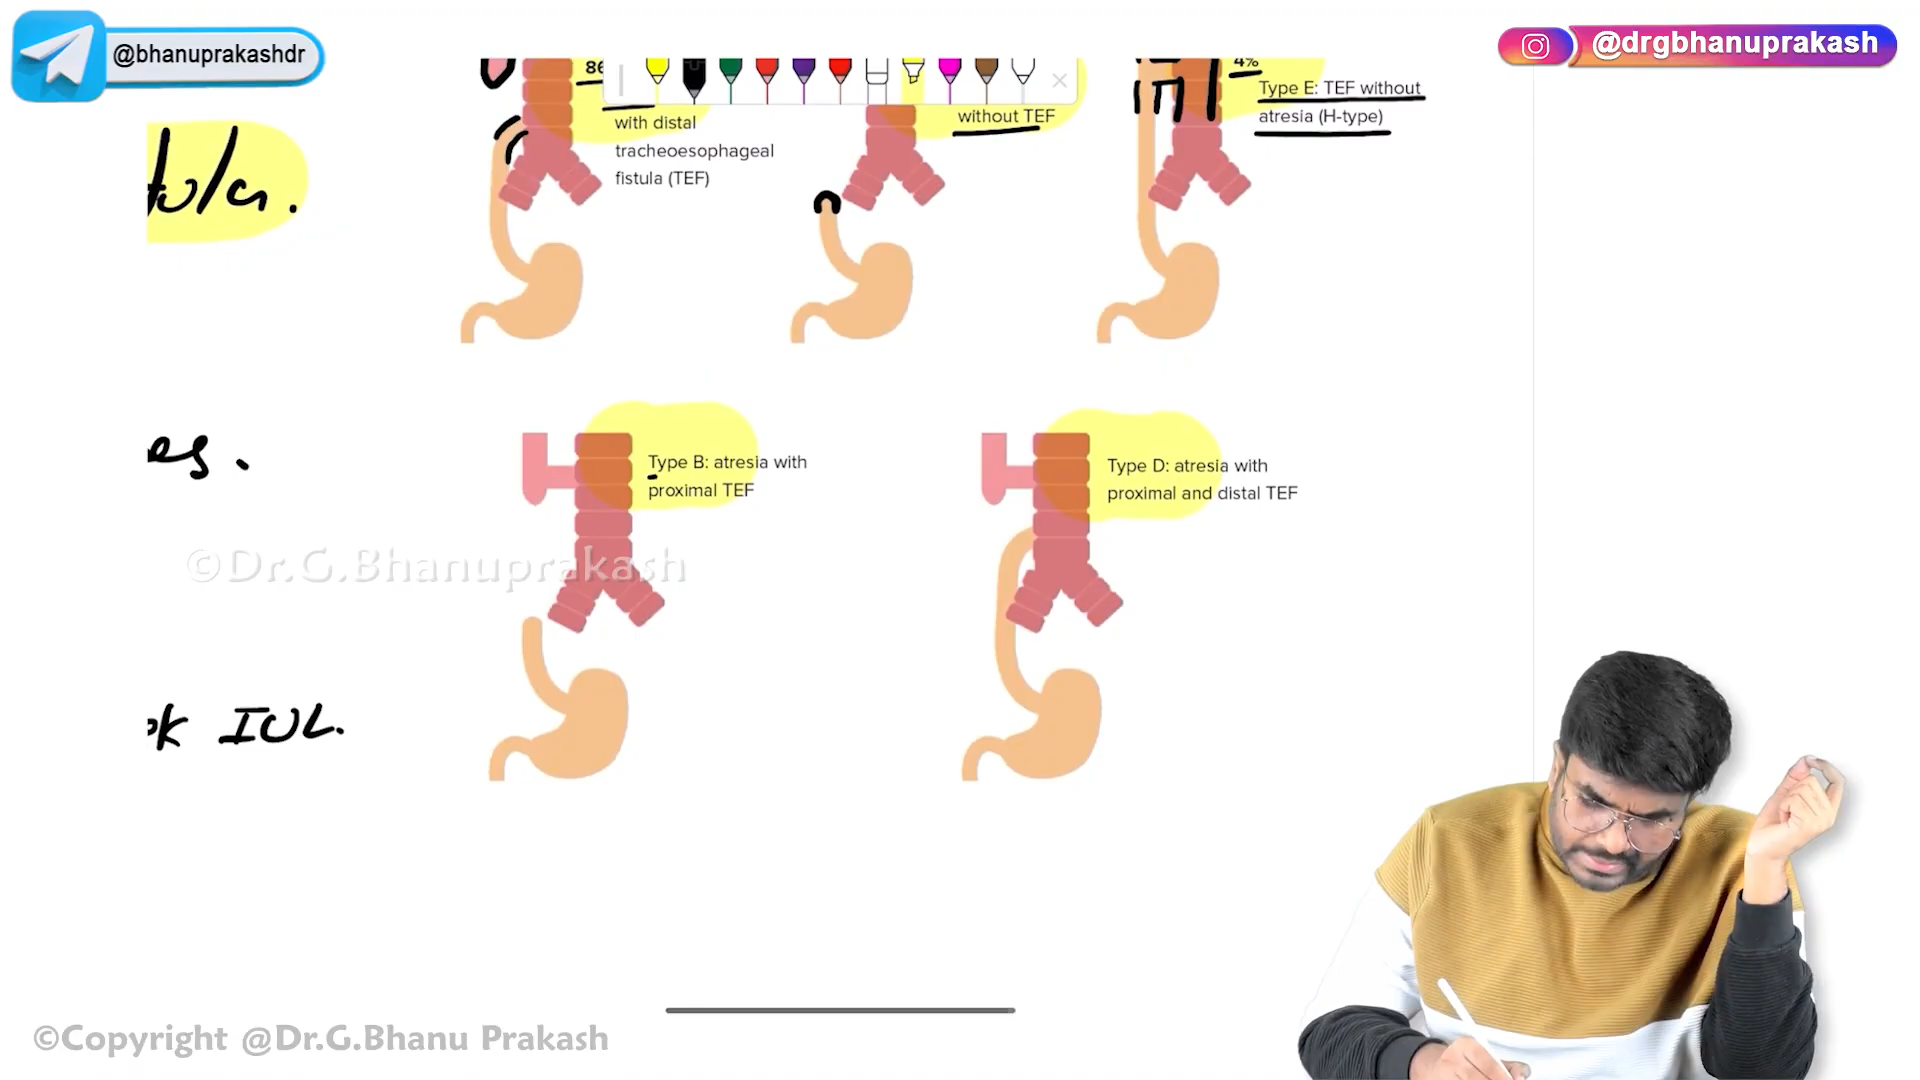 @bhanuprakashdr
@drgbhanuprakash
86
4%
Type E: TEF without
atresia (H-type)
with distal
tracheoesophageal
fistula (TEF)
without TEF
es.
IUL.
Type B: atresia with
proximal TEF
Type D: atresia with
proximal and distal TEF
©Dr.G.Bhanuprakash
©Copyright @Dr.G.Bhanu Prakash